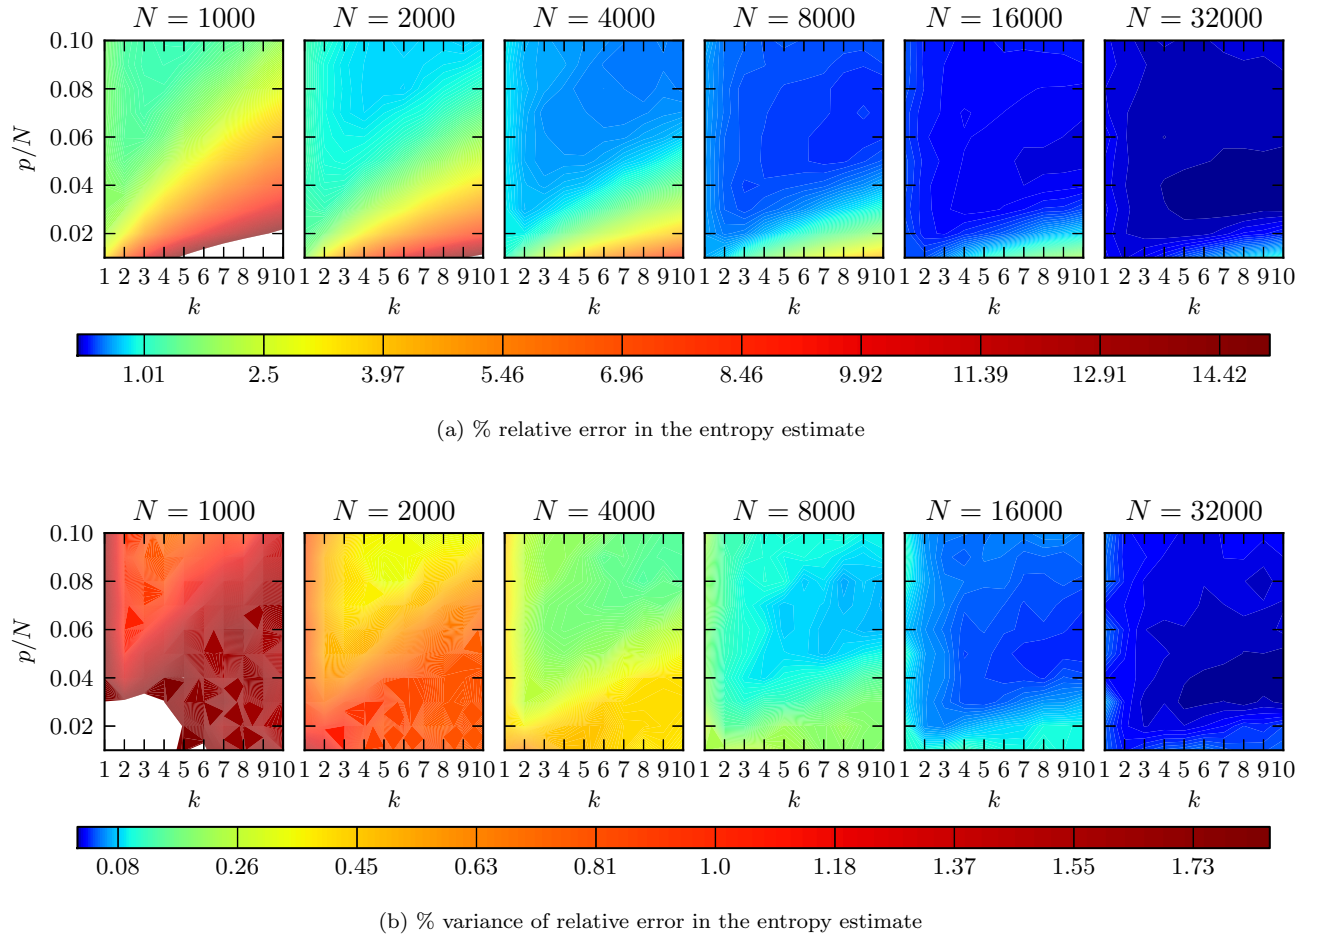 N = 1000 N = 2000 N = 4000 N = 8000 N = 16000 N = 32000
0.10
0.08
0.06
0.04
0.02
p/N
1 2 3 4 5 6 7 8 9 10 1 2 3 4 5 6 7 8 9 10 1 2 3 4 5 6 7 8 9 10 1 2 3 4 5 6 7 8 9 10 1 2 3 4 5 6 7 8 9 10 1 2 3 4 5 6 7 8 9 10
k k k k k k
1.01 2.5 3.97 5.46 6.96 8.46 9.92 11.39 12.91 14.42
(a) % relative error in the entropy estimate
N = 1000 N = 2000 N = 4000 N = 8000 N = 16000 N = 32000
0.10
0.08
0.06
0.04
0.02
p/N
1 2 3 4 5 6 7 8 9 10 1 2 3 4 5 6 7 8 9 10 1 2 3 4 5 6 7 8 9 10 1 2 3 4 5 6 7 8 9 10 1 2 3 4 5 6 7 8 9 10 1 2 3 4 5 6 7 8 9 10
k k k k k k
0.08 0.26 0.45 0.63 0.81 1.0 1.18 1.37 1.55 1.73
(b) % variance of relative error in the entropy estimate